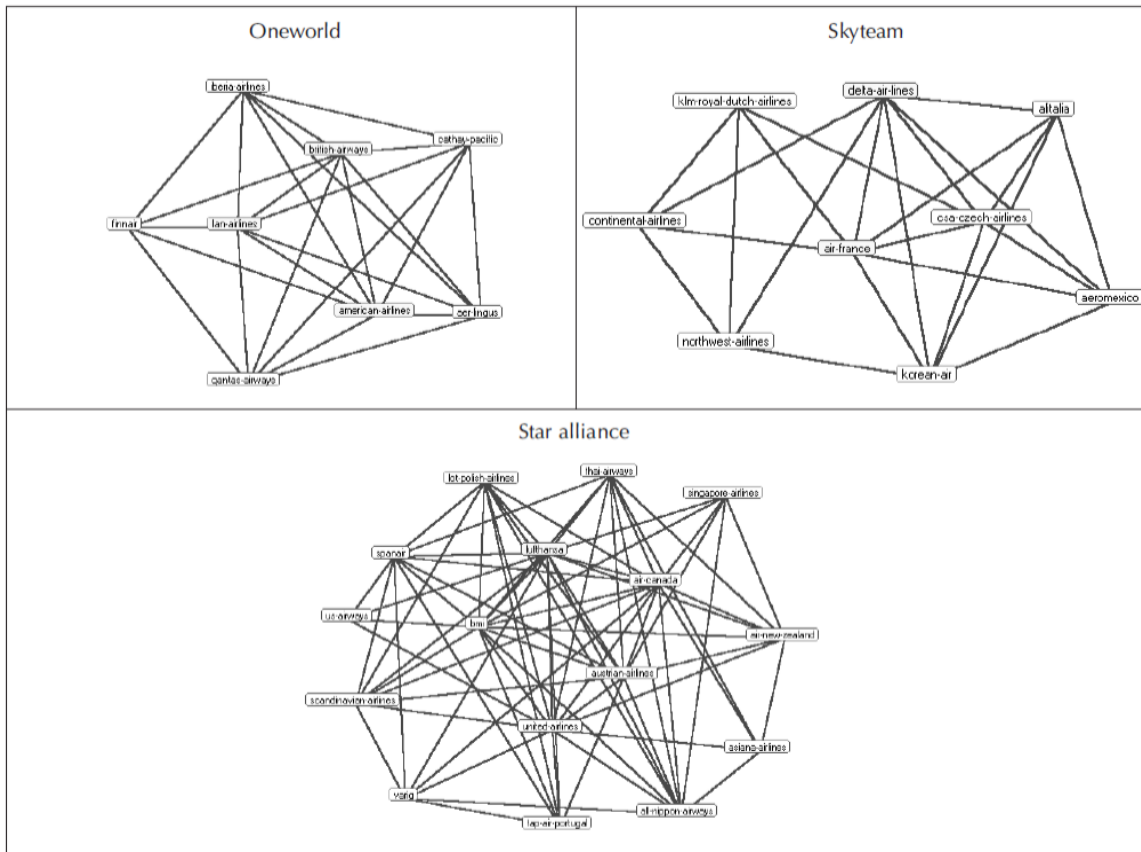 Oneworld
Skyteam
iberia-airlines
british-airways
cathay-pacific
finnair
lan-airlines
american-airlines
aer-lingus
qantas-airways
klm-royal-dutch-airlines
delta-air-lines
alitalia
continental-airlines
csa-czech-airlines
air-france
aeromexico
northwest-airlines
korean-air
Star alliance
lot-polish-airlines
thai-airways
singapore-airlines
spanair
lufthansa
air-canada
us-airways
bmi
air-new-zealand
austrian-airlines
scandinavian-airlines
united-airlines
asiana-airlines
varig
all-nippon-airways
tap-air-portugal